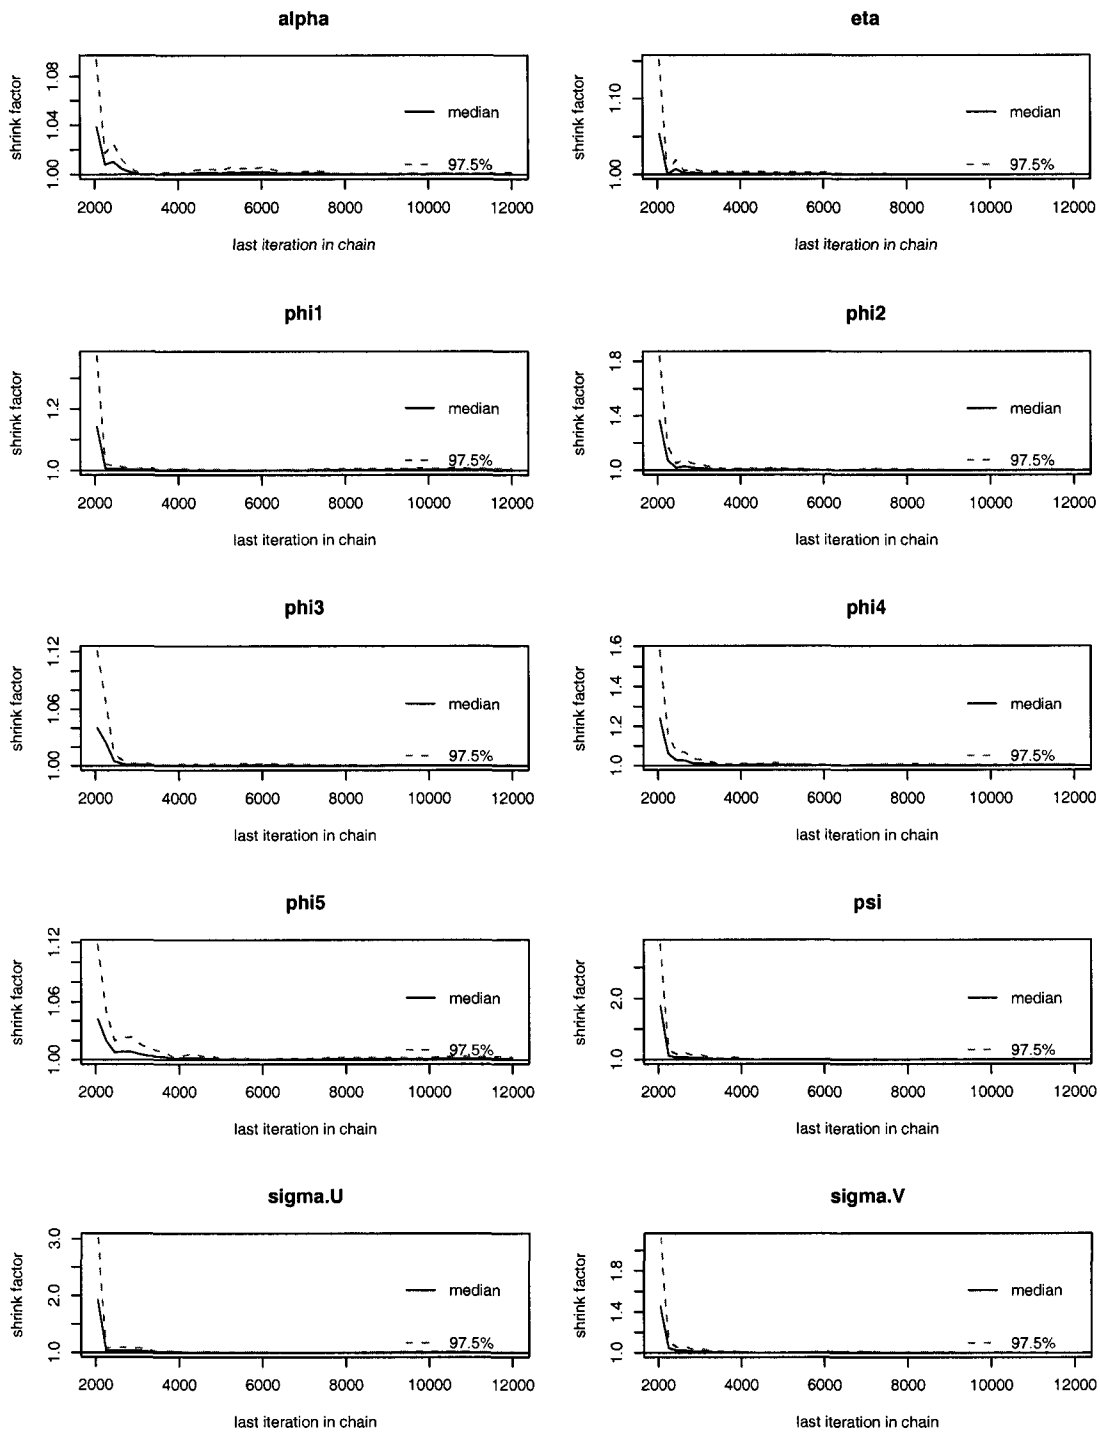 alpha
shrink factor
1.00 1.04 1.08
median
97.5%
2000 4000 6000 8000 10000 12000
last iteration in chain
eta
shrink factor
1.00 1.10
median
97.5%
2000 4000 6000 8000 10000 12000
last iteration in chain
phi1
shrink factor
1.0 1.2
median
97.5%
2000 4000 6000 8000 10000 12000
last iteration in chain
phi2
shrink factor
1.0 1.4 1.8
median
97.5%
2000 4000 6000 8000 10000 12000
last iteration in chain
phi3
shrink factor
1.00 1.06 1.12
median
97.5%
2000 4000 6000 8000 10000 12000
last iteration in chain
phi4
shrink factor
1.0 1.2 1.4 1.6
median
97.5%
2000 4000 6000 8000 10000 12000
last iteration in chain
phi5
shrink factor
1.00 1.06 1.12
median
97.5%
2000 4000 6000 8000 10000 12000
last iteration in chain
psi
shrink factor
1.0 2.0
median
97.5%
2000 4000 6000 8000 10000 12000
last iteration in chain
sigma.U
shrink factor
1.0 2.0 3.0
median
97.5%
2000 4000 6000 8000 10000 12000
last iteration in chain
sigma.V
shrink factor
1.0 1.4 1.8
median
97.5%
2000 4000 6000 8000 10000 12000
last iteration in chain